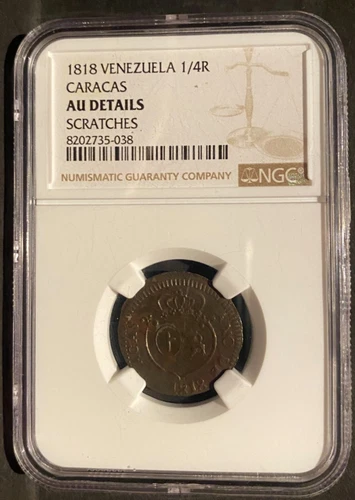 1818 VENEZUELA 1/4R
CARACAS
AU DETAILS
SCRATCHES
8202735-038
NUMISMATIC GUARANTY COMPANY
NGC